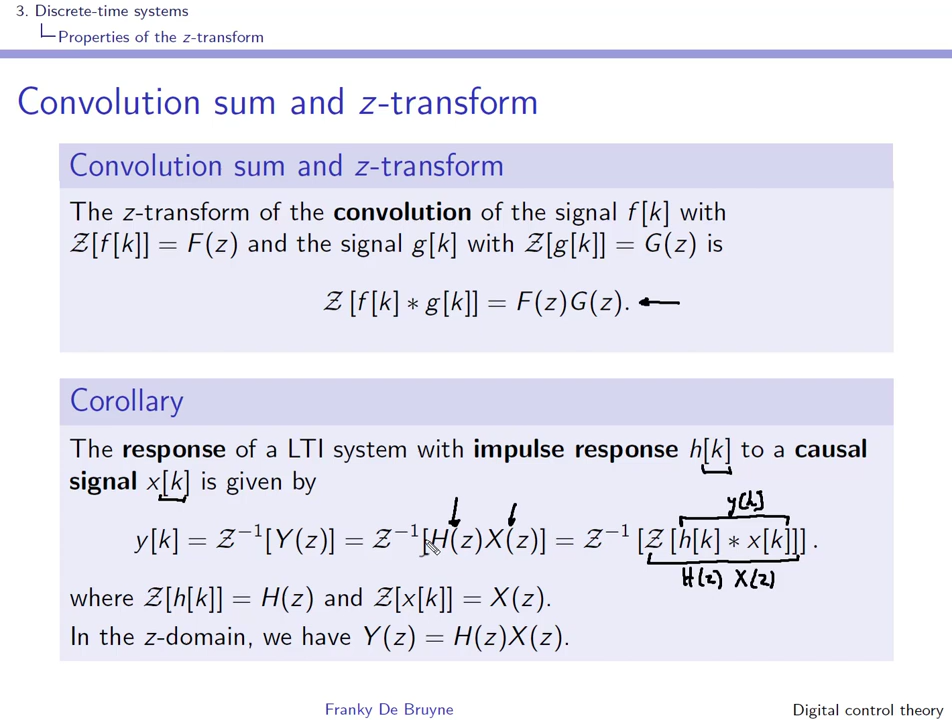 3. Discrete-time systems
Properties of the z-transform
Convolution sum and z-transform
Convolution sum and z-transform
The z-transform of the convolution of the signal f[k] with
𝒵[f[k]] = F(z) and the signal g[k] with 𝒵[g[k]] = G(z) is
𝒵 [f[k] ∗ g[k]] = F(z)G(z). ←
Corollary
The response of a LTI system with impulse response h[k] to a causal
signal x[k] is given by
y[k]
y[k] = 𝒵⁻¹[Y(z)] = 𝒵⁻¹[H(z)X(z)] = 𝒵⁻¹ [𝒵 [h[k] ∗ x[k]]] .
H(z) X(z)
where 𝒵[h[k]] = H(z) and 𝒵[x[k]] = X(z).
In the z-domain, we have Y(z) = H(z)X(z).
Franky De Bruyne
Digital control theory